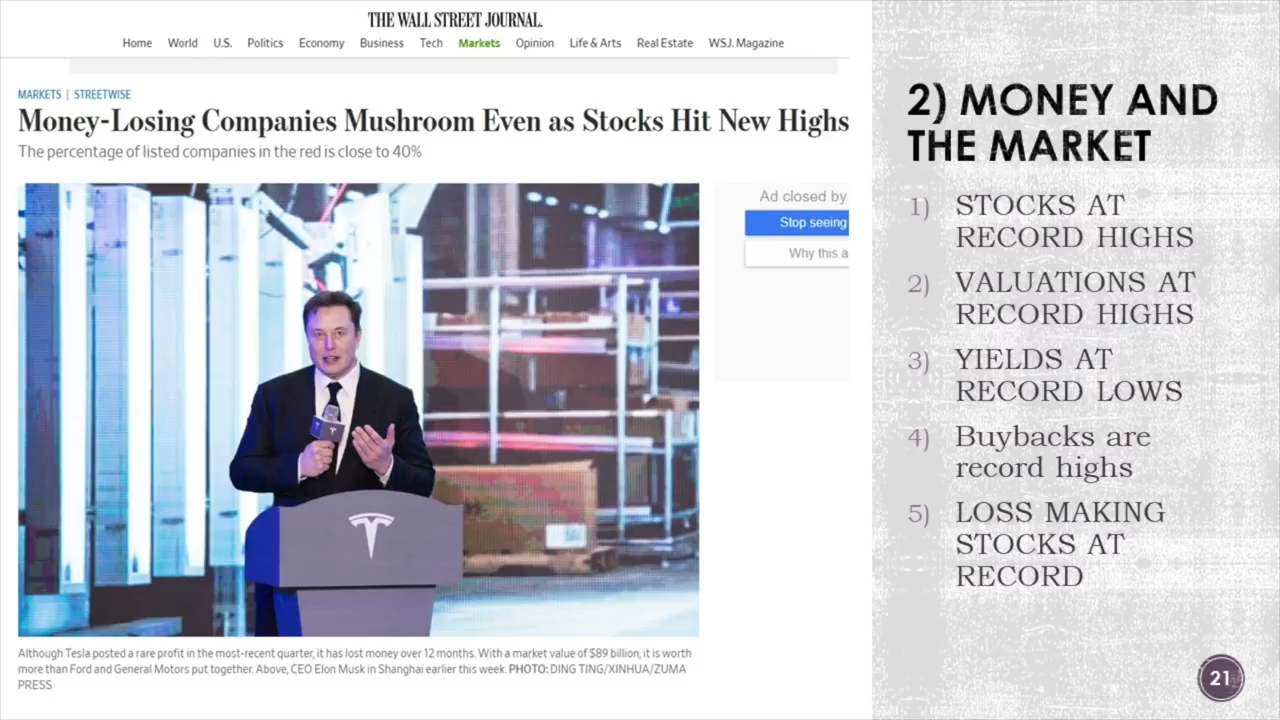 THE WALL STREET JOURNAL.
Home World U.S. Politics Economy Business Tech Markets Opinion Life & Arts Real Estate WSJ. Magazine
MARKETS | STREETWISE
Money-Losing Companies Mushroom Even as Stocks Hit New Highs
The percentage of listed companies in the red is close to 40%
Ad closed by
Stop seeing
Why this a
Although Tesla posted a rare profit in the most-recent quarter, it has lost money over 12 months. With a market value of $89 billion, it is worth
more than Ford and General Motors put together. Above, CEO Elon Musk in Shanghai earlier this week. PHOTO: DING TING/XINHUA/ZUMA
PRESS
2) MONEY AND
THE MARKET
1) STOCKS AT
RECORD HIGHS
2) VALUATIONS AT
RECORD HIGHS
3) YIELDS AT
RECORD LOWS
4) Buybacks are
record highs
5) LOSS MAKING
STOCKS AT
RECORD
21